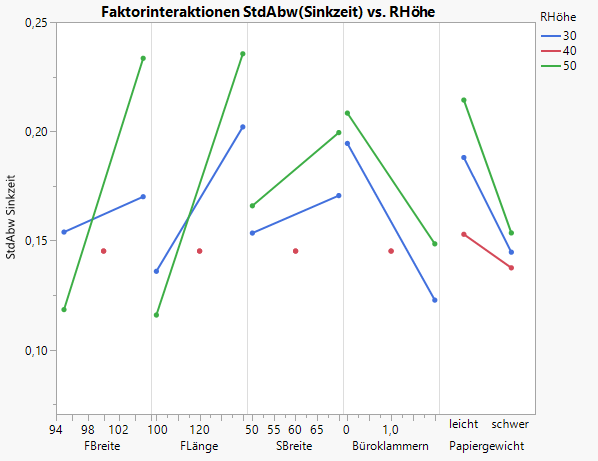 Faktorinteraktionen StdAbw(Sinkzeit) vs. RHöhe
RHöhe
30
40
50
StdAbw Sinkzeit
0,25
0,20
0,15
0,10
94 98 102 100 120 50 55 60 65 0 1,0 leicht schwer
FBreite FLänge SBreite Büroklammern Papiergewicht